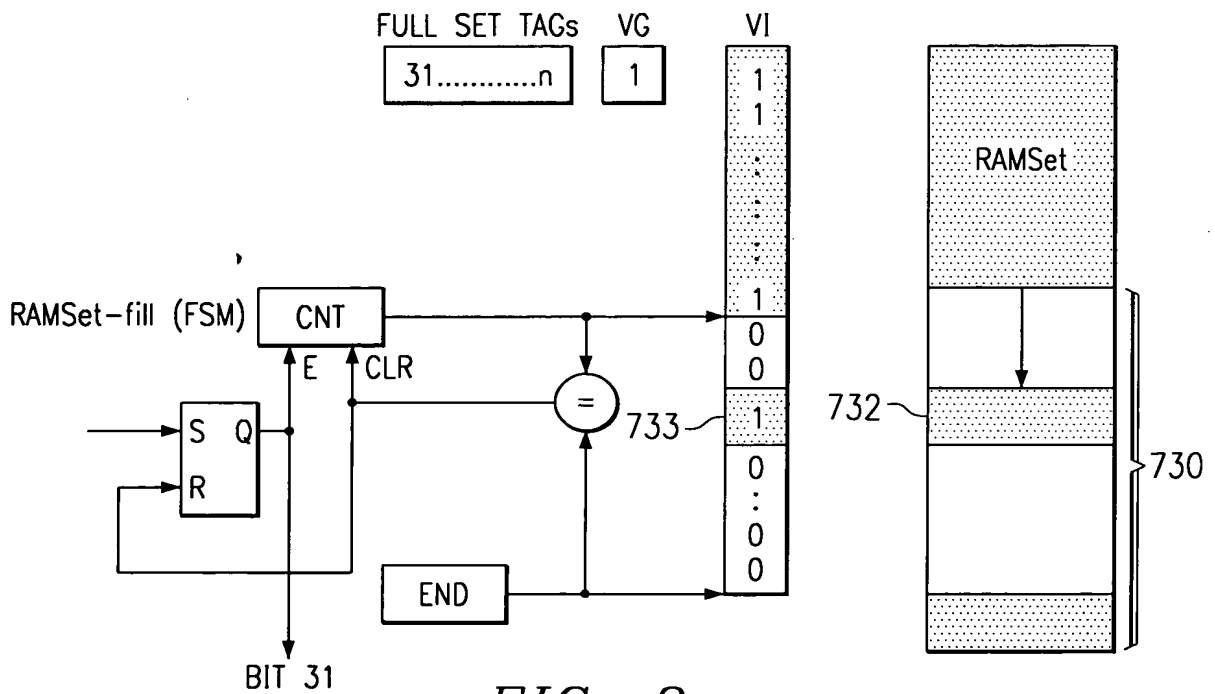 FULL SET TAGs VG VI
31............n 1 1
1
RAMSet
1
RAMSet-fill (FSM) CNT
0
0
E CLR
=
733 1
732
S Q
R
730
0
0
0
END
BIT 31